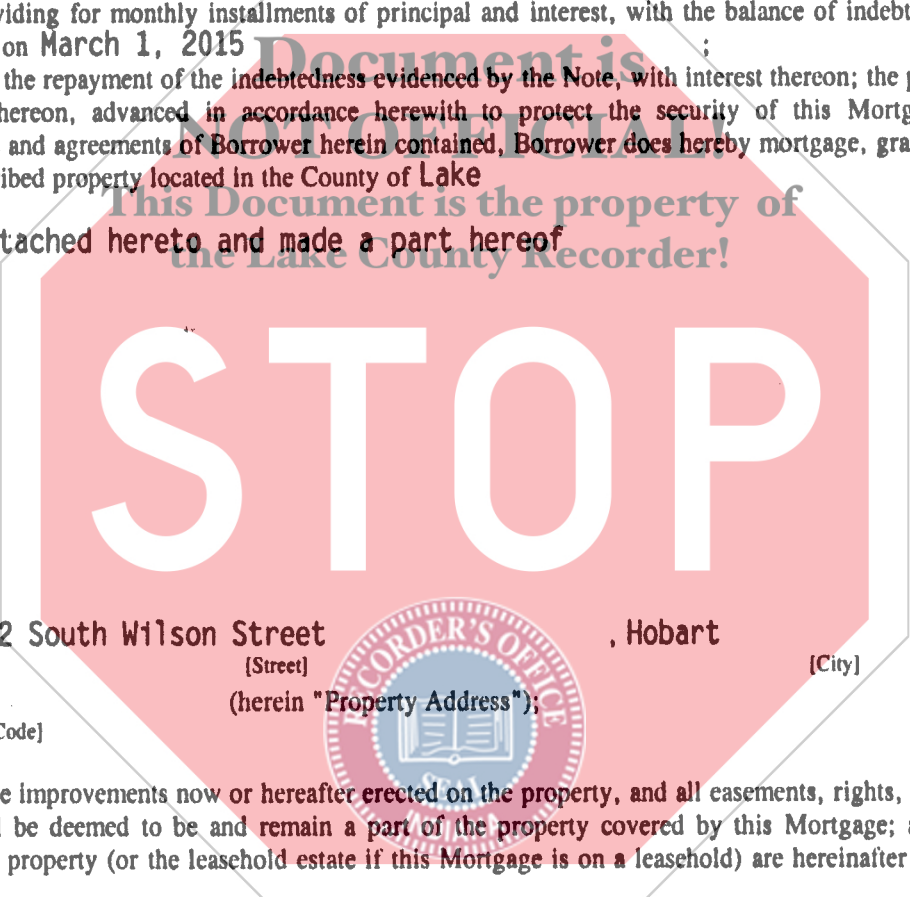 viding for monthly installments of principal and interest, with the balance of indebt
on March 1, 2015 ;
Document is
the repayment of the indebtedness evidenced by the Note, with interest thereon; the p
hereon, advanced in accordance herewith to protect the security of this Mortg
NOT OFFICIAL!
and agreements of Borrower herein contained, Borrower does hereby mortgage, gra
ibed property located in the County of Lake
This Document is the property of
tached hereto and made a part hereof
the Lake County Recorder!
STOP
2 South Wilson Street , Hobart
[Street] [City]
(herein "Property Address");
Code]
RECORDER'S OFFICE
SEAL
INDIANA
e improvements now or hereafter erected on the property, and all easements, rights,
be deemed to be and remain a part of the property covered by this Mortgage; a
property (or the leasehold estate if this Mortgage is on a leasehold) are hereinafter